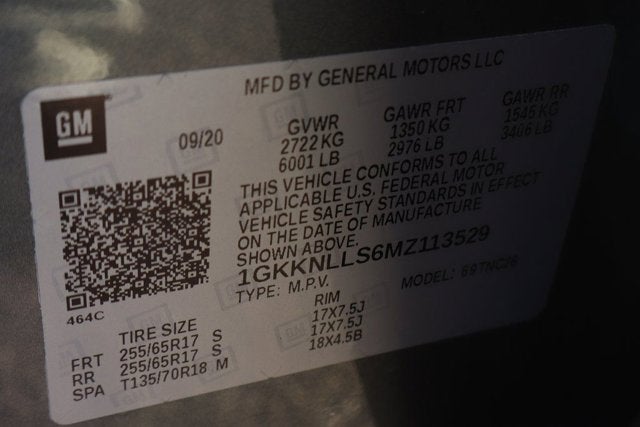 MFD BY GENERAL MOTORS LLC
GM
09/20
GVWR
2722 KG
6001 LB
GAWR FRT
1350 KG
2976 LB
GAWR RR
1545 KG
3406 LB
THIS VEHICLE CONFORMS TO ALL
APPLICABLE U.S. FEDERAL MOTOR
VEHICLE SAFETY STANDARDS IN EFFECT
ON THE DATE OF MANUFACTURE
SHOWN ABOVE.
1GKKNLLS6MZ113529
TYPE: M.P.V.
MODEL: 69TNC26
464C
TIRE SIZE
RIM
FRT 255/65R17 S 17X7.5J
RR 255/65R17 S 17X7.5J
SPA T135/70R18 M 18X4.5B